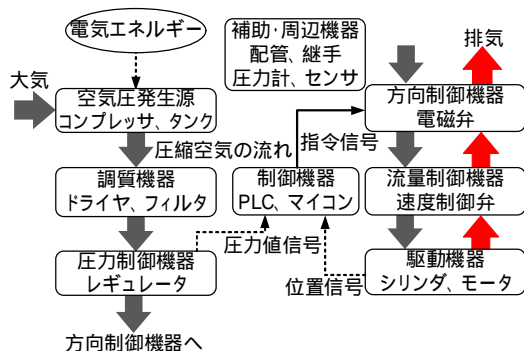 電気エネルギー
大気
空気圧発生源
コンプレッサ、タンク
圧縮空気の流れ
調質機器
ドライヤ、フィルタ
圧力制御機器
レギュレータ
方向制御機器へ
補助・周辺機器
配管、継手
圧力計、センサ
指令信号
制御機器
PLC、マイコン
圧力値信号
位置信号
排気
方向制御機器
電磁弁
流量制御機器
速度制御弁
駆動機器
シリンダ、モータ